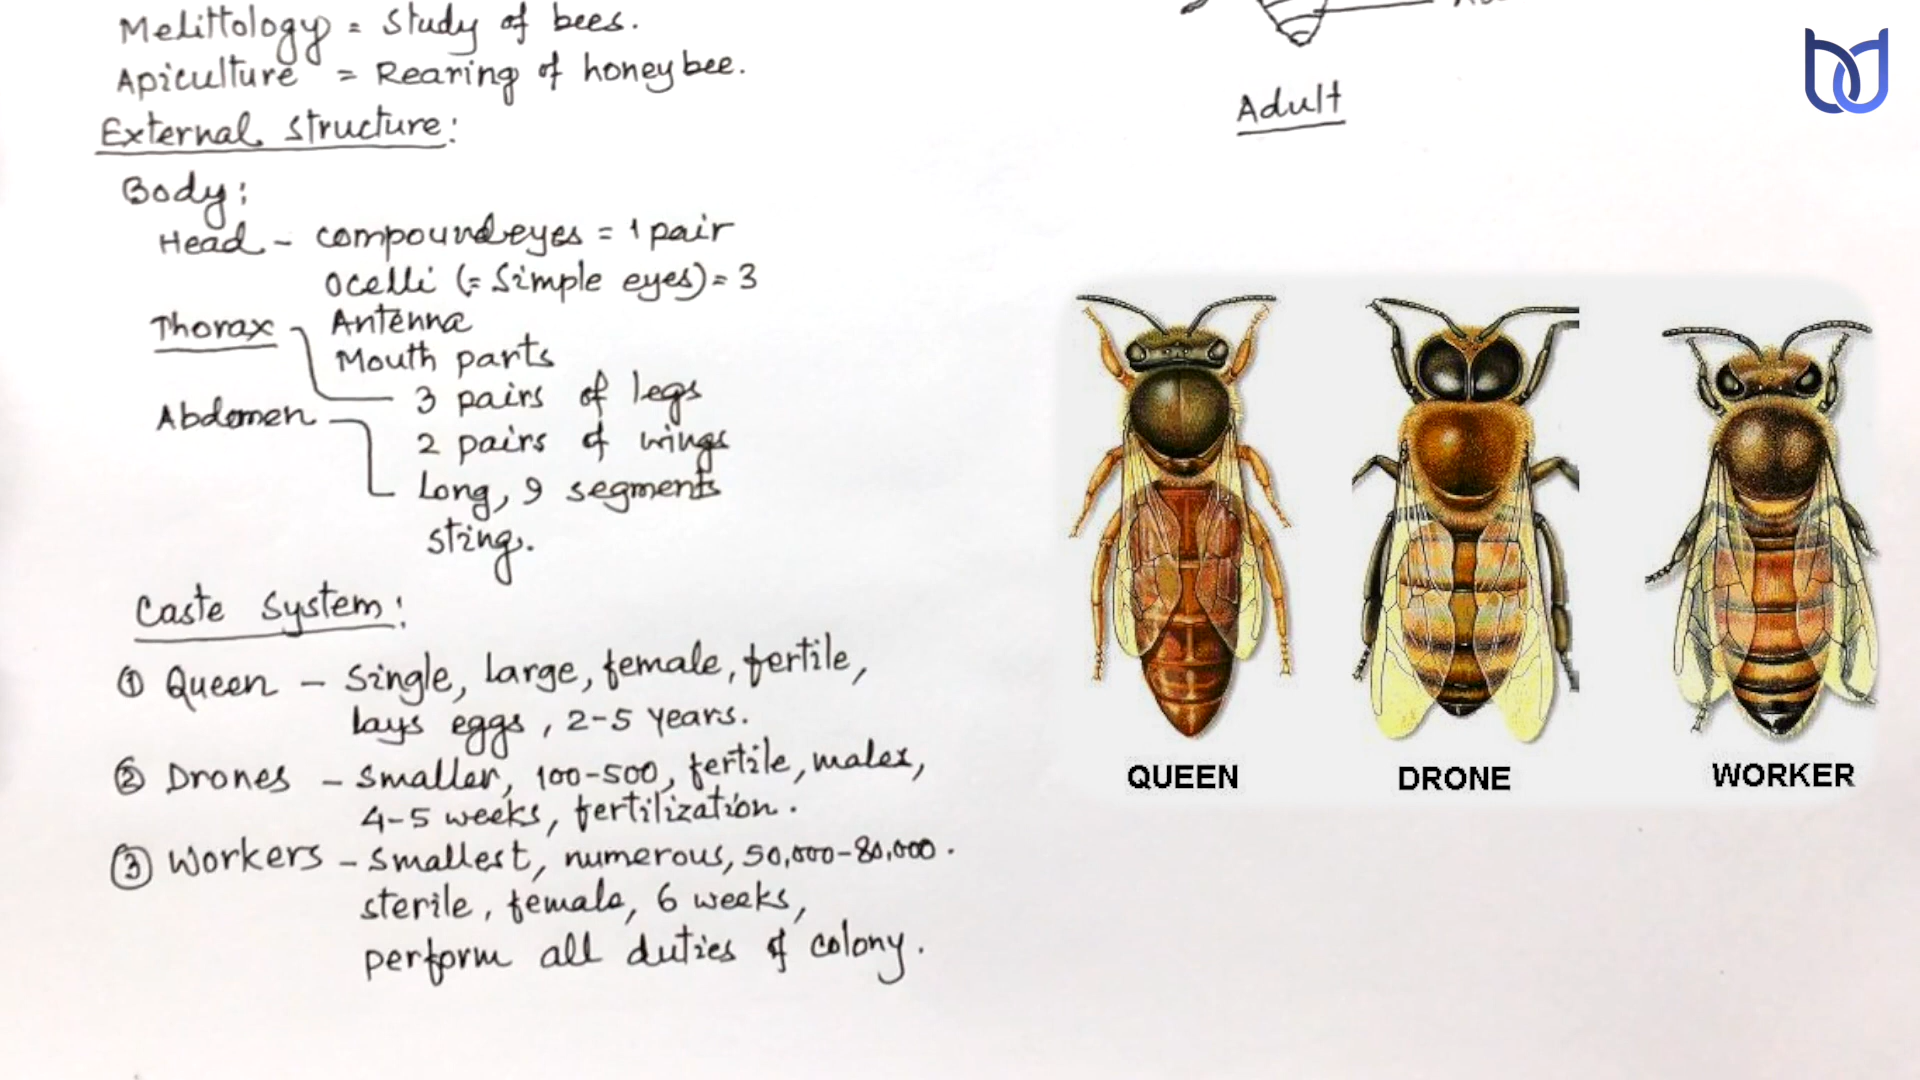 Melittology = Study of bees.
Apiculture = Rearing of honeybee.
External structure:
Body:
Head - compound eyes = 1 pair
Ocelli (= Simple eyes) = 3
Thorax Antenna
Mouth parts
3 pairs of legs
Abdomen
2 pairs of wings
Long, 9 segments
sting.
Caste System:
① Queen - Single, large, female, fertile,
lays eggs, 2-5 years.
② Drones - Smaller, 100-500, fertile, males,
4-5 weeks, fertilization.
③ Workers - Smallest, numerous, 50,000-80,000.
sterile, female, 6 weeks,
perform all duties of colony.
Adult
QUEEN DRONE WORKER